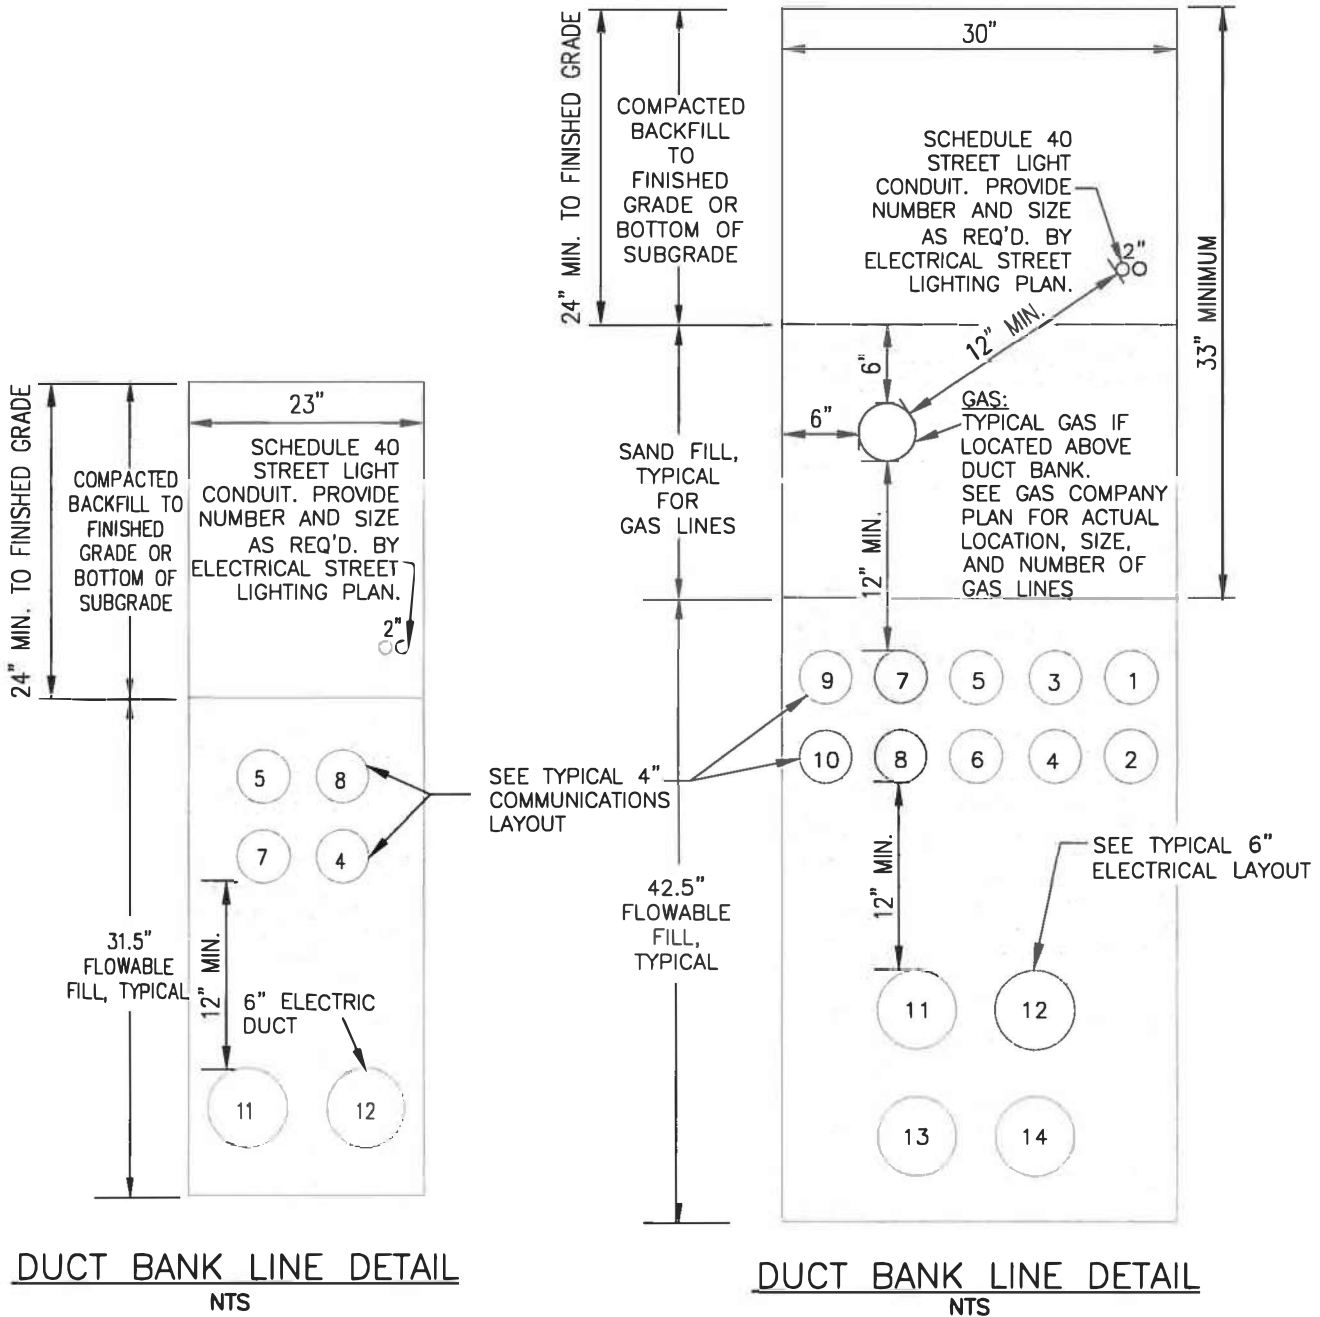 24" MIN. TO FINISHED GRADE
COMPACTED
BACKFILL TO
FINISHED
GRADE OR
BOTTOM OF
SUBGRADE
23"
SCHEDULE 40
STREET LIGHT
CONDUIT. PROVIDE
NUMBER AND SIZE
AS REQ'D. BY
ELECTRICAL STREET
LIGHTING PLAN.
2"
5
8
7
4
31.5"
FLOWABLE
FILL, TYPICAL
12" MIN.
6" ELECTRIC
DUCT
11
12
DUCT BANK LINE DETAIL
NTS
SEE TYPICAL 4"
COMMUNICATIONS
LAYOUT
24" MIN. TO FINISHED GRADE
COMPACTED
BACKFILL
TO
FINISHED
GRADE OR
BOTTOM OF
SUBGRADE
30"
SCHEDULE 40
STREET LIGHT
CONDUIT. PROVIDE
NUMBER AND SIZE
AS REQ'D. BY
ELECTRICAL STREET
LIGHTING PLAN.
2"
33" MINIMUM
12" MIN.
6"
6"
SAND FILL,
TYPICAL
FOR
GAS LINES
GAS:
TYPICAL GAS IF
LOCATED ABOVE
DUCT BANK.
SEE GAS COMPANY
PLAN FOR ACTUAL
LOCATION, SIZE,
AND NUMBER OF
GAS LINES
12" MIN.
9
7
5
3
1
10
8
6
4
2
12" MIN.
SEE TYPICAL 6"
ELECTRICAL LAYOUT
42.5"
FLOWABLE
FILL,
TYPICAL
11
12
13
14
DUCT BANK LINE DETAIL
NTS